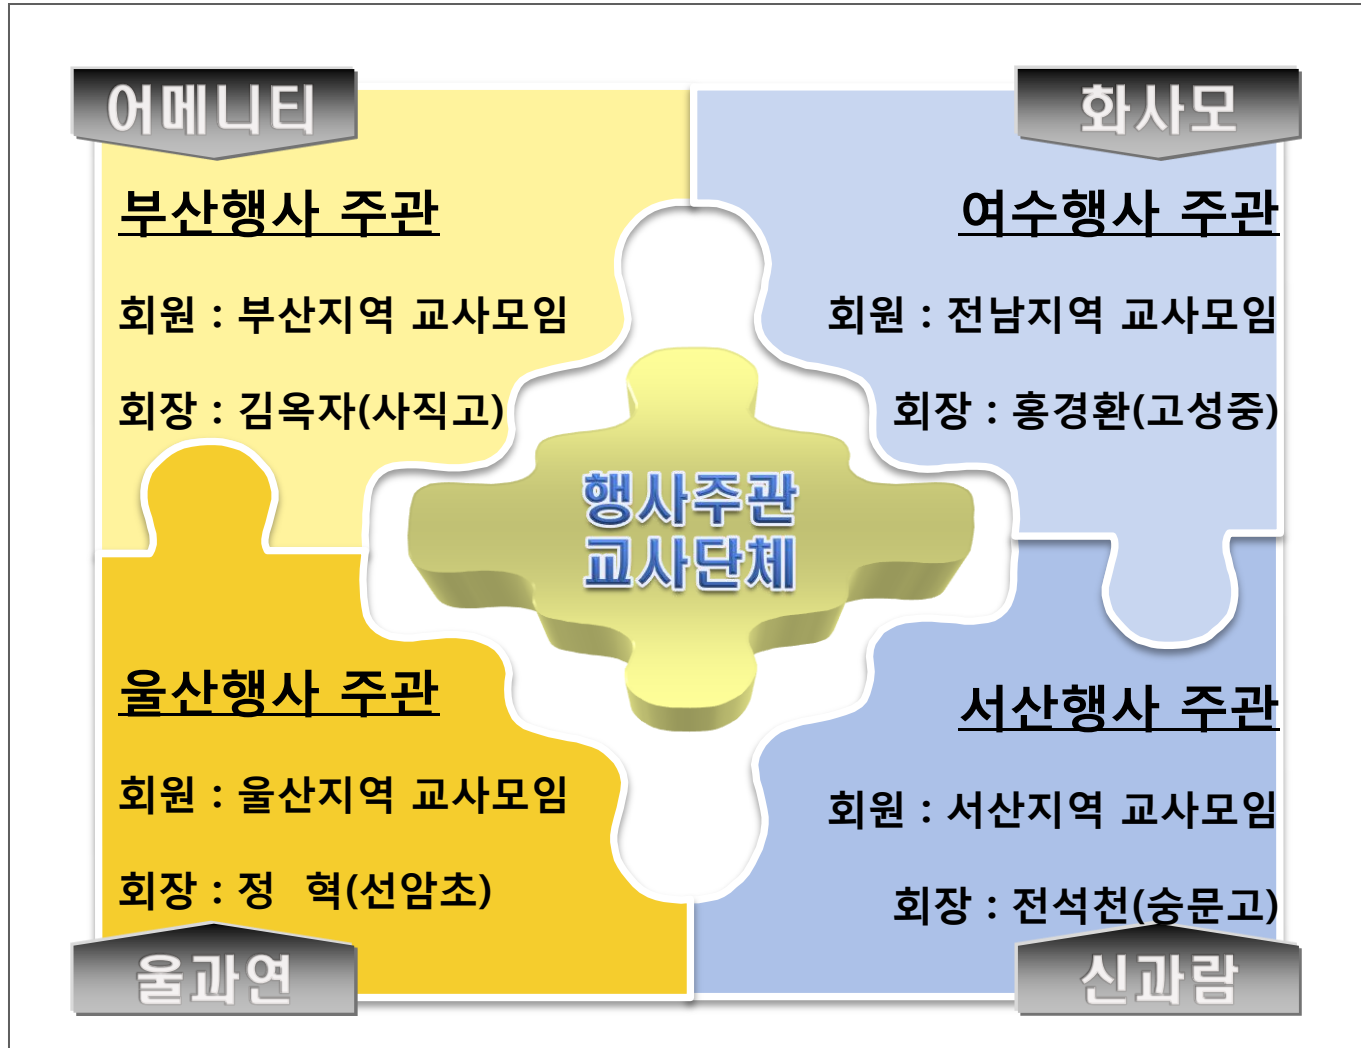 어메니티
부산행사 주관
회원 : 부산지역 교사모임
회장 : 김옥자(사직고)
화사모
여수행사 주관
회원 : 전남지역 교사모임
회장 : 홍경환(고성중)
행사주관
교사단체
울산행사 주관
회원 : 울산지역 교사모임
회장 : 정  혁(선암초)
울과연
서산행사 주관
회원 : 서산지역 교사모임
회장 : 전석천(숭문고)
신과람